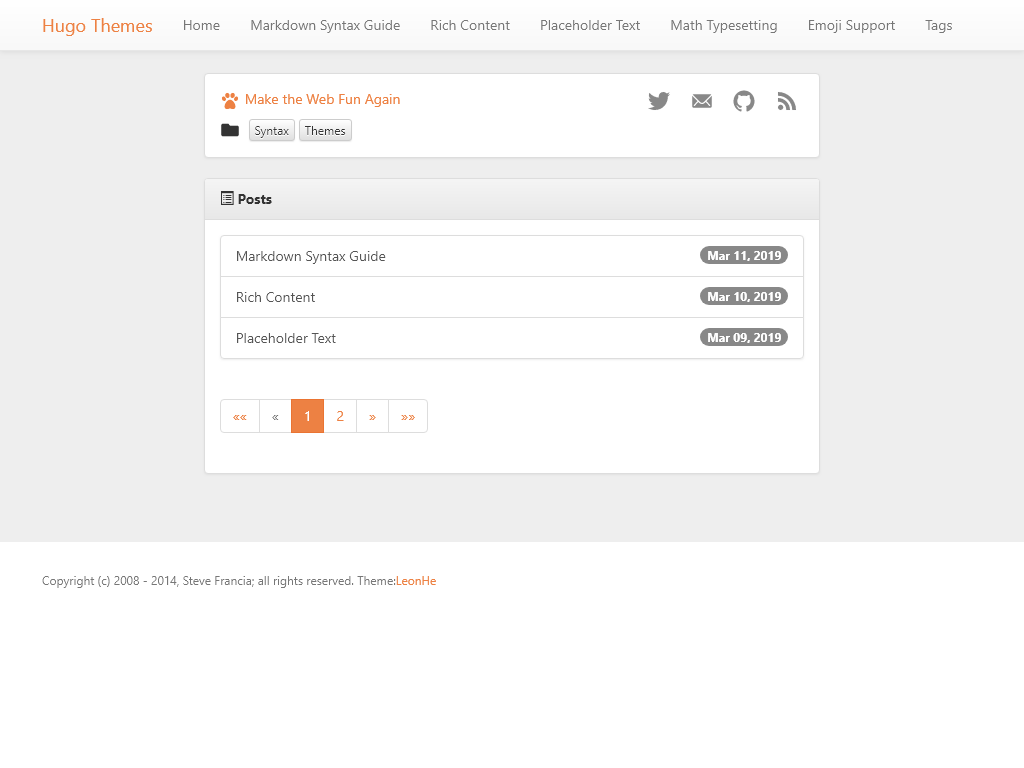 Hugo Themes Home Markdown Syntax Guide Rich Content Placeholder Text Math Typesetting Emoji Support Tags
Make the Web Fun Again
Syntax Themes
Posts
Markdown Syntax Guide Mar 11, 2019
Rich Content Mar 10, 2019
Placeholder Text Mar 09, 2019
«« « 1 2 » »»
Copyright (c) 2008 - 2014, Steve Francia; all rights reserved. Theme:LeonHe